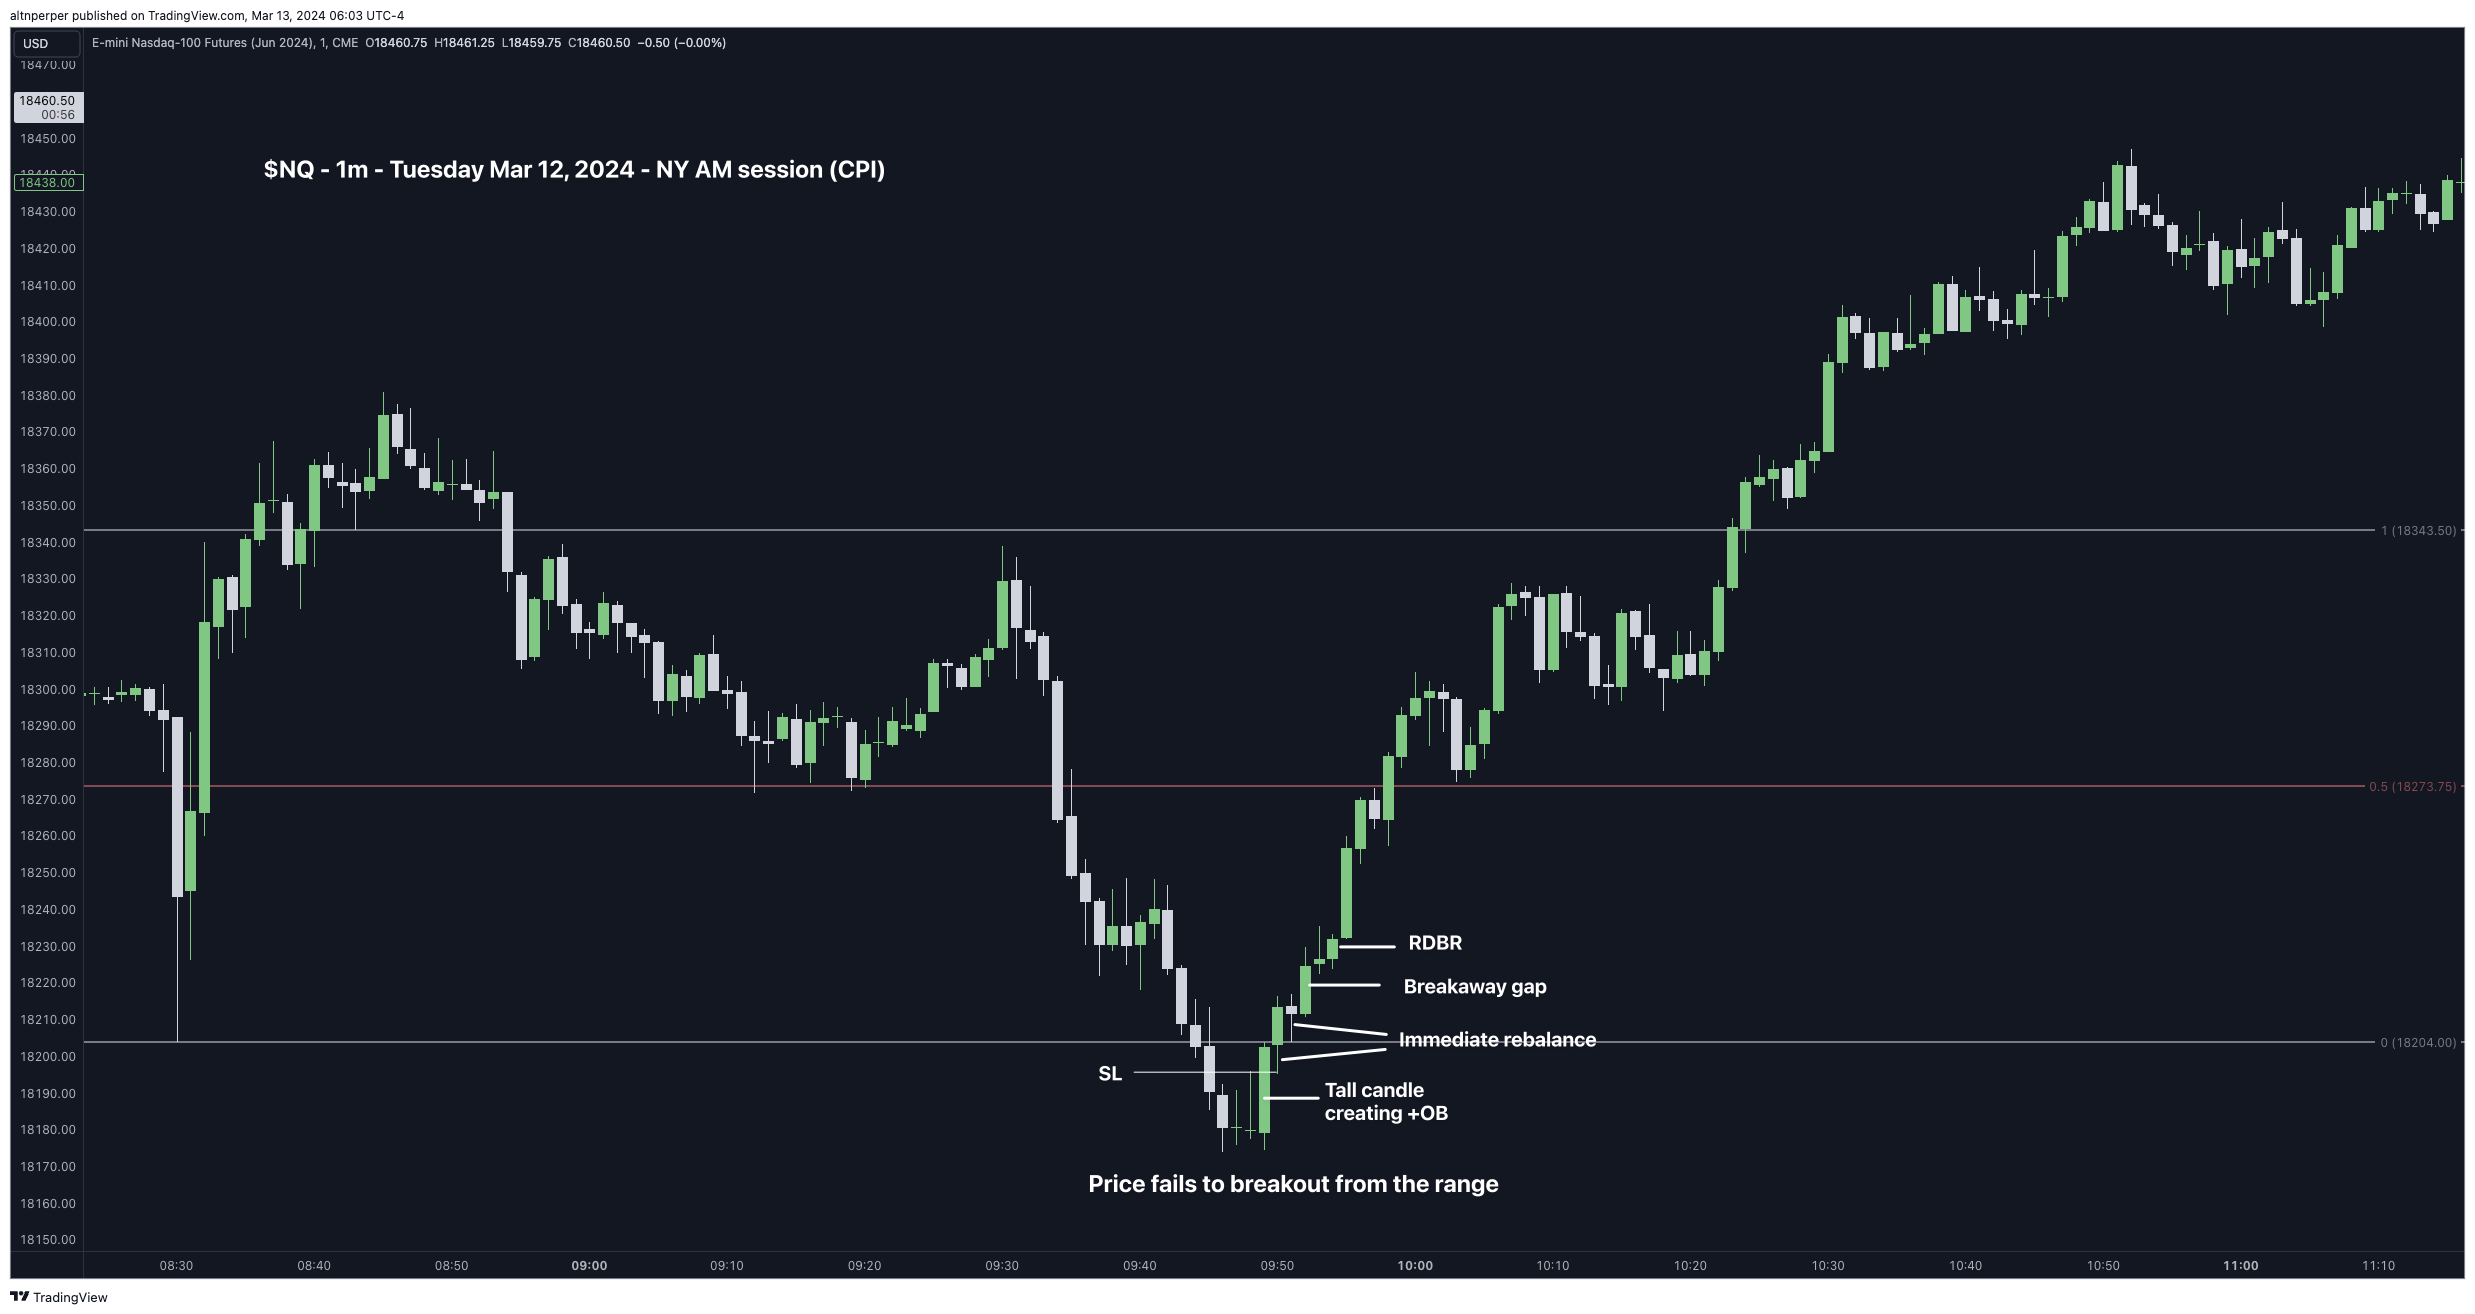 altnperper published on TradingView.com, Mar 13, 2024 06:03 UTC-4
USD
E-mini Nasdaq-100 Futures (Jun 2024), 1, CME O18460.75 H18461.25 L18459.75 C18460.50 −0.50 (−0.00%)
18470.00
18460.50
00:56
18450.00
$NQ - 1m - Tuesday Mar 12, 2024 - NY AM session (CPI)
18440.00
18438.00
18430.00
18420.00
18410.00
18400.00
18390.00
18380.00
18370.00
18360.00
18350.00
1 (18343.50)
18340.00
18330.00
18320.00
18310.00
18300.00
18290.00
18280.00
0.5 (18273.75)
18270.00
18260.00
18250.00
18240.00
RDBR
18230.00
18220.00
Breakaway gap
18210.00
Immediate rebalance
0 (18204.00)
18200.00
SL
18190.00
Tall candle
creating +OB
18180.00
18170.00
Price fails to breakout from the range
18160.00
18150.00
08:30 08:40 08:50 09:00 09:10 09:20 09:30 09:40 09:50 10:00 10:10 10:20 10:30 10:40 10:50 11:00 11:10
TradingView